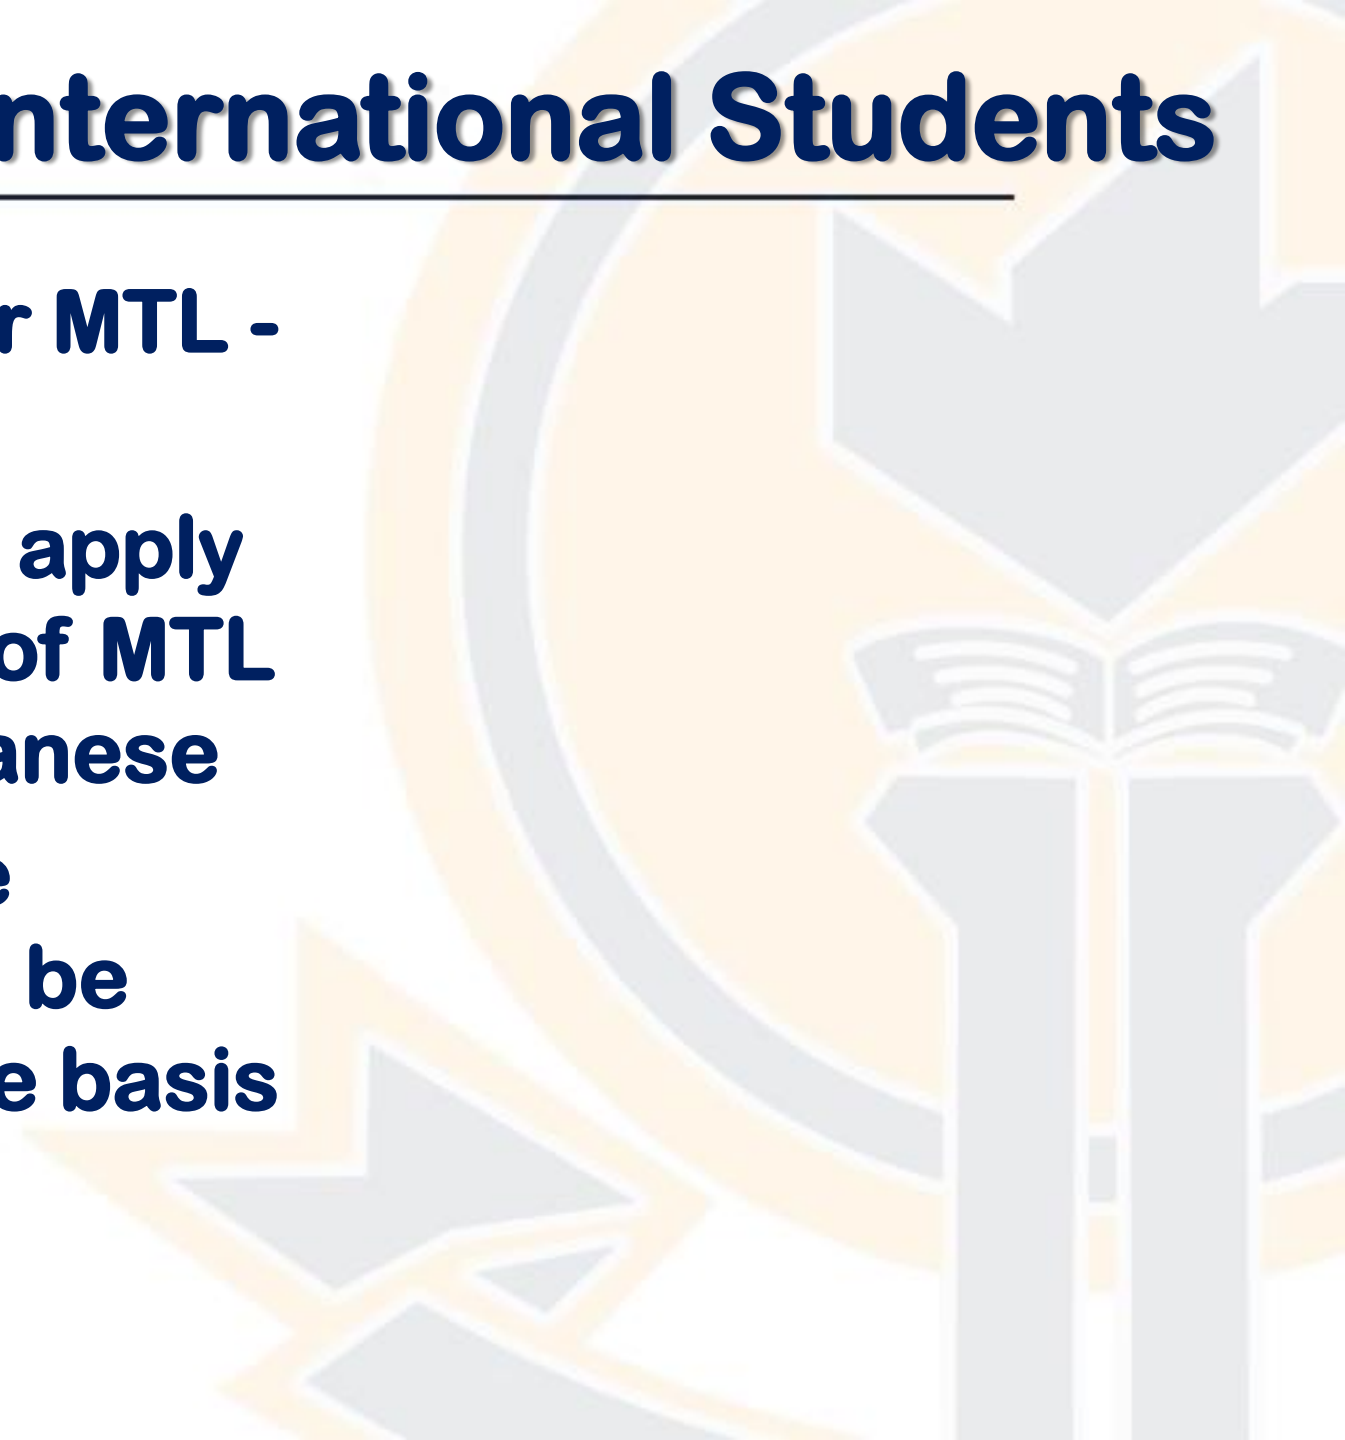 nternational Students
r MTL -
apply
of MTL
anese
e
be
e basis